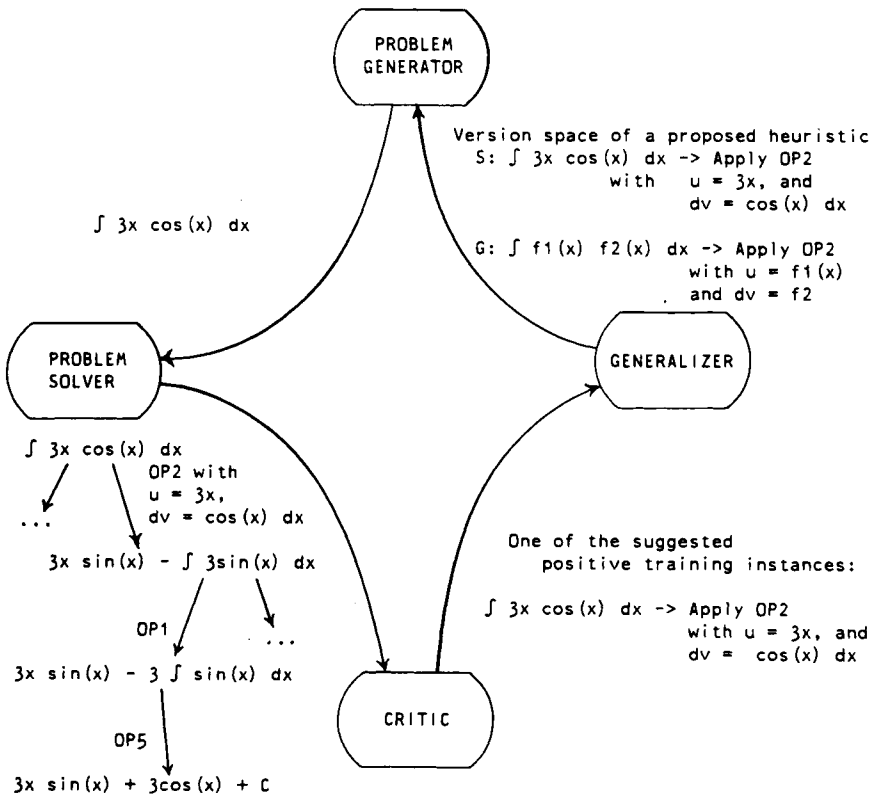 PROBLEM
GENERATOR
Version space of a proposed heuristic
S: ∫ 3x cos(x) dx -> Apply OP2
with u = 3x, and
dv = cos(x) dx
∫ 3x cos(x) dx
G: ∫ f1(x) f2(x) dx -> Apply OP2
with u = f1(x)
and dv = f2
PROBLEM
SOLVER
GENERALIZER
∫ 3x cos(x) dx
OP2 with
u = 3x,
dv = cos(x) dx
...
3x sin(x) - ∫ 3sin(x) dx
OP1
...
3x sin(x) - 3 ∫ sin(x) dx
OP5
3x sin(x) + 3cos(x) + C
One of the suggested
positive training instances:
∫ 3x cos(x) dx -> Apply OP2
with u = 3x, and
dv = cos(x) dx
CRITIC